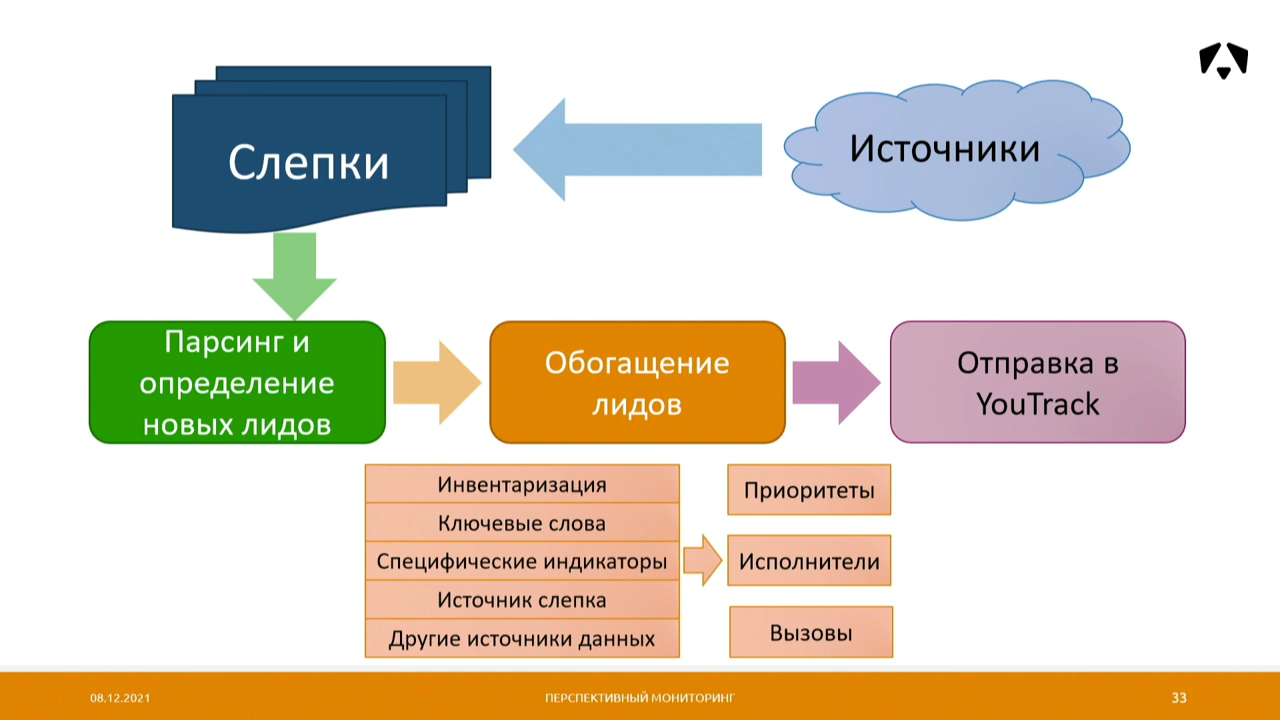 Слепки
Источники
Парсинг и
определение
новых лидов
Обогащение
лидов
Отправка в
YouTrack
Инвентаризация
Ключевые слова
Специфические индикаторы
Источник слепка
Другие источники данных
Приоритеты
Исполнители
Вызовы
08.12.2021
ПЕРСПЕКТИВНЫЙ МОНИТОРИНГ
33